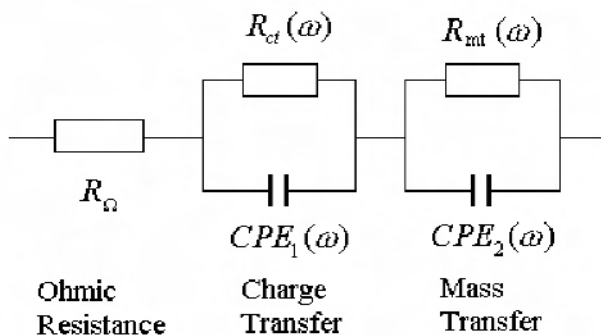 R_ct(ω) R_mt(ω)
R_Ω
CPE_1(ω) CPE_2(ω)
Ohmic Charge Mass
Resistance Transfer Transfer